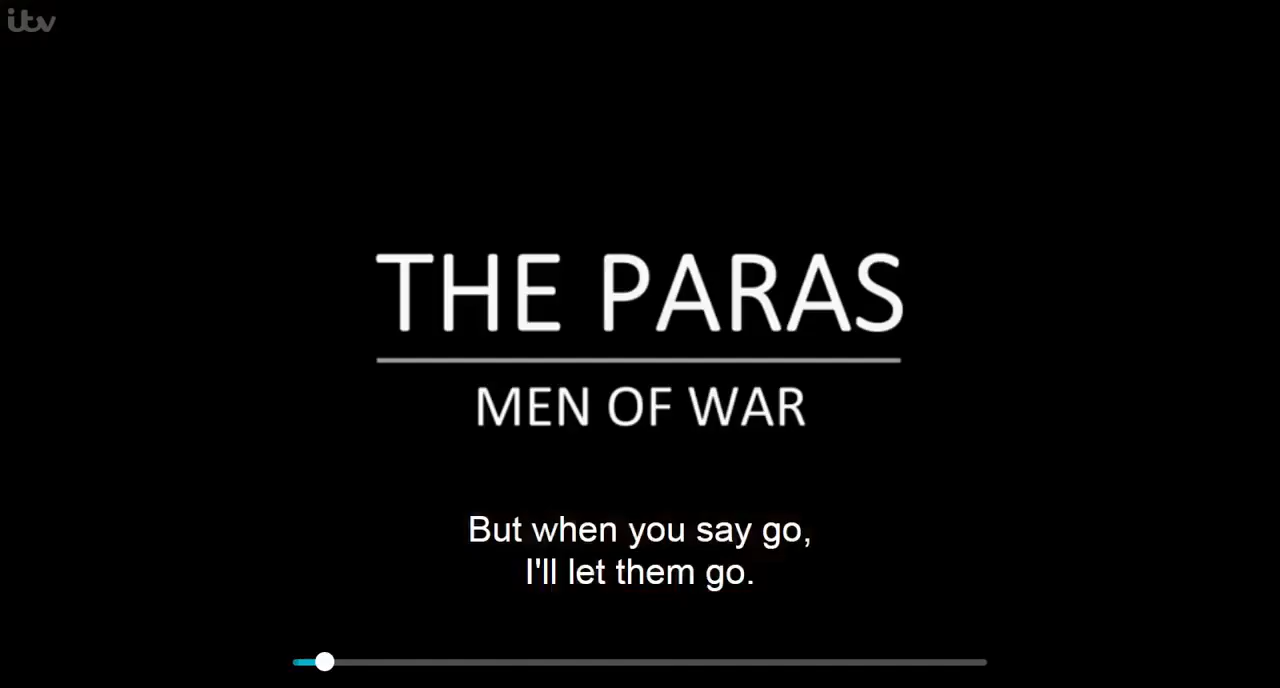 itv
THE PARAS
MEN OF WAR
But when you say go,
I'll let them go.